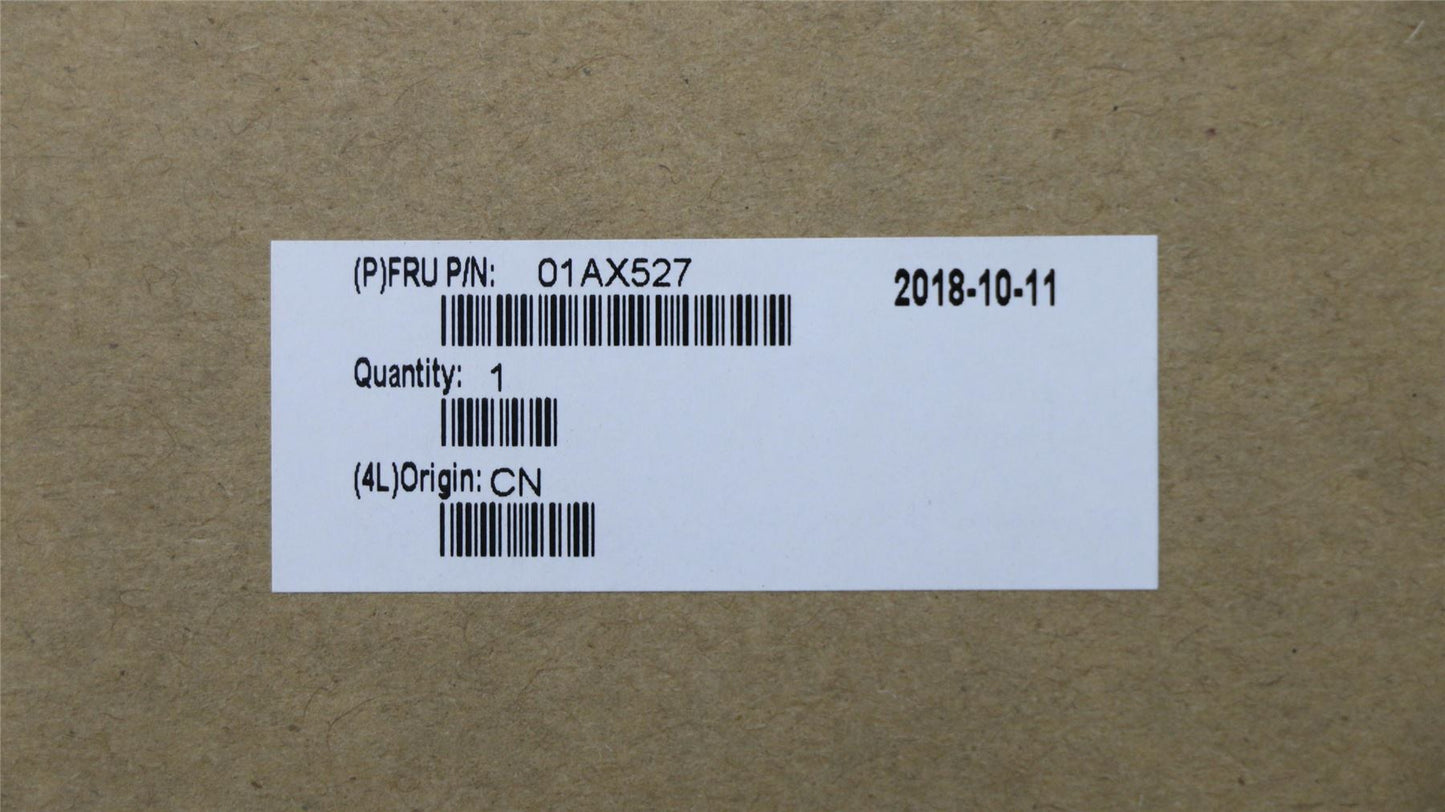 (P)FRU P/N: 01AX527
2018-10-11
Quantity: 1
(4L)Origin: CN